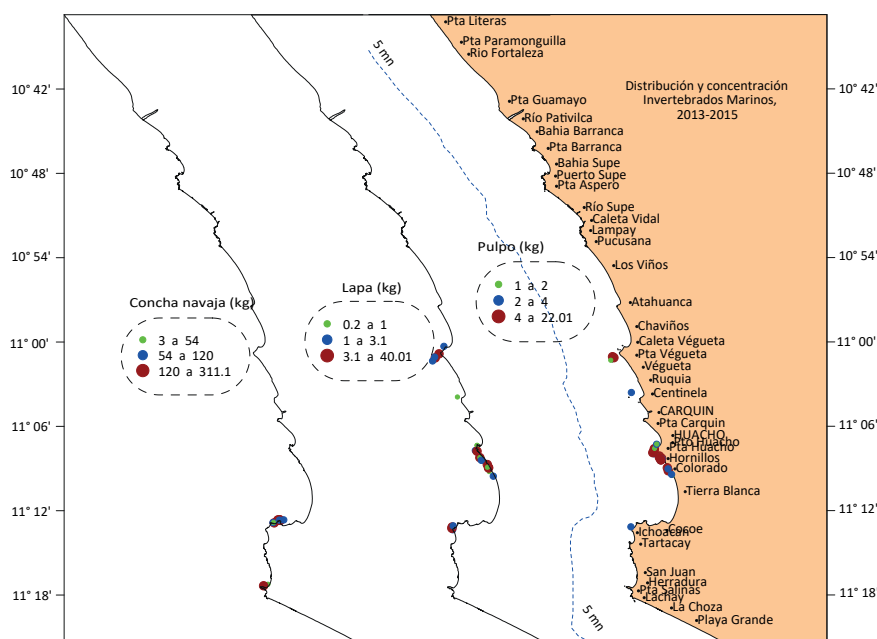 Pta Literas
Pta Paramonguilla
Rio Fortaleza
5 mn
Distribución y concentración
Invertebrados Marinos,
2013-2015
10° 42'
10° 42'
Pta Guamayo
Río Pativilca
Bahia Barranca
Pta Barranca
Bahia Supe
10° 48'
10° 48'
Puerto Supe
Pta Aspero
Río Supe
Caleta Vidal
Lampay
Pucusana
10° 54'
10° 54'
Los Viños
Pulpo (kg)
1 a 2
2 a 4
4 a 22.01
Lapa (kg)
0.2 a 1
1 a 3.1
3.1 a 40.01
Concha navaja (kg)
3 a 54
54 a 120
120 a 311.1
Atahuanca
Chaviños
11° 00'
11° 00'
Caleta Végueta
Pta Végueta
Végueta
Ruquia
Centinela
CARQUIN
Pta Carquin
11° 06'
11° 06'
HUACHO
Pto Huacho
Pta Huacho
Hornillos
Colorado
Tierra Blanca
11° 12'
11° 12'
Cocoe
Ichoacan
Tartacay
San Juan
Herradura
Pta Salinas
Lachay
11° 18'
11° 18'
La Choza
Playa Grande
5 mn